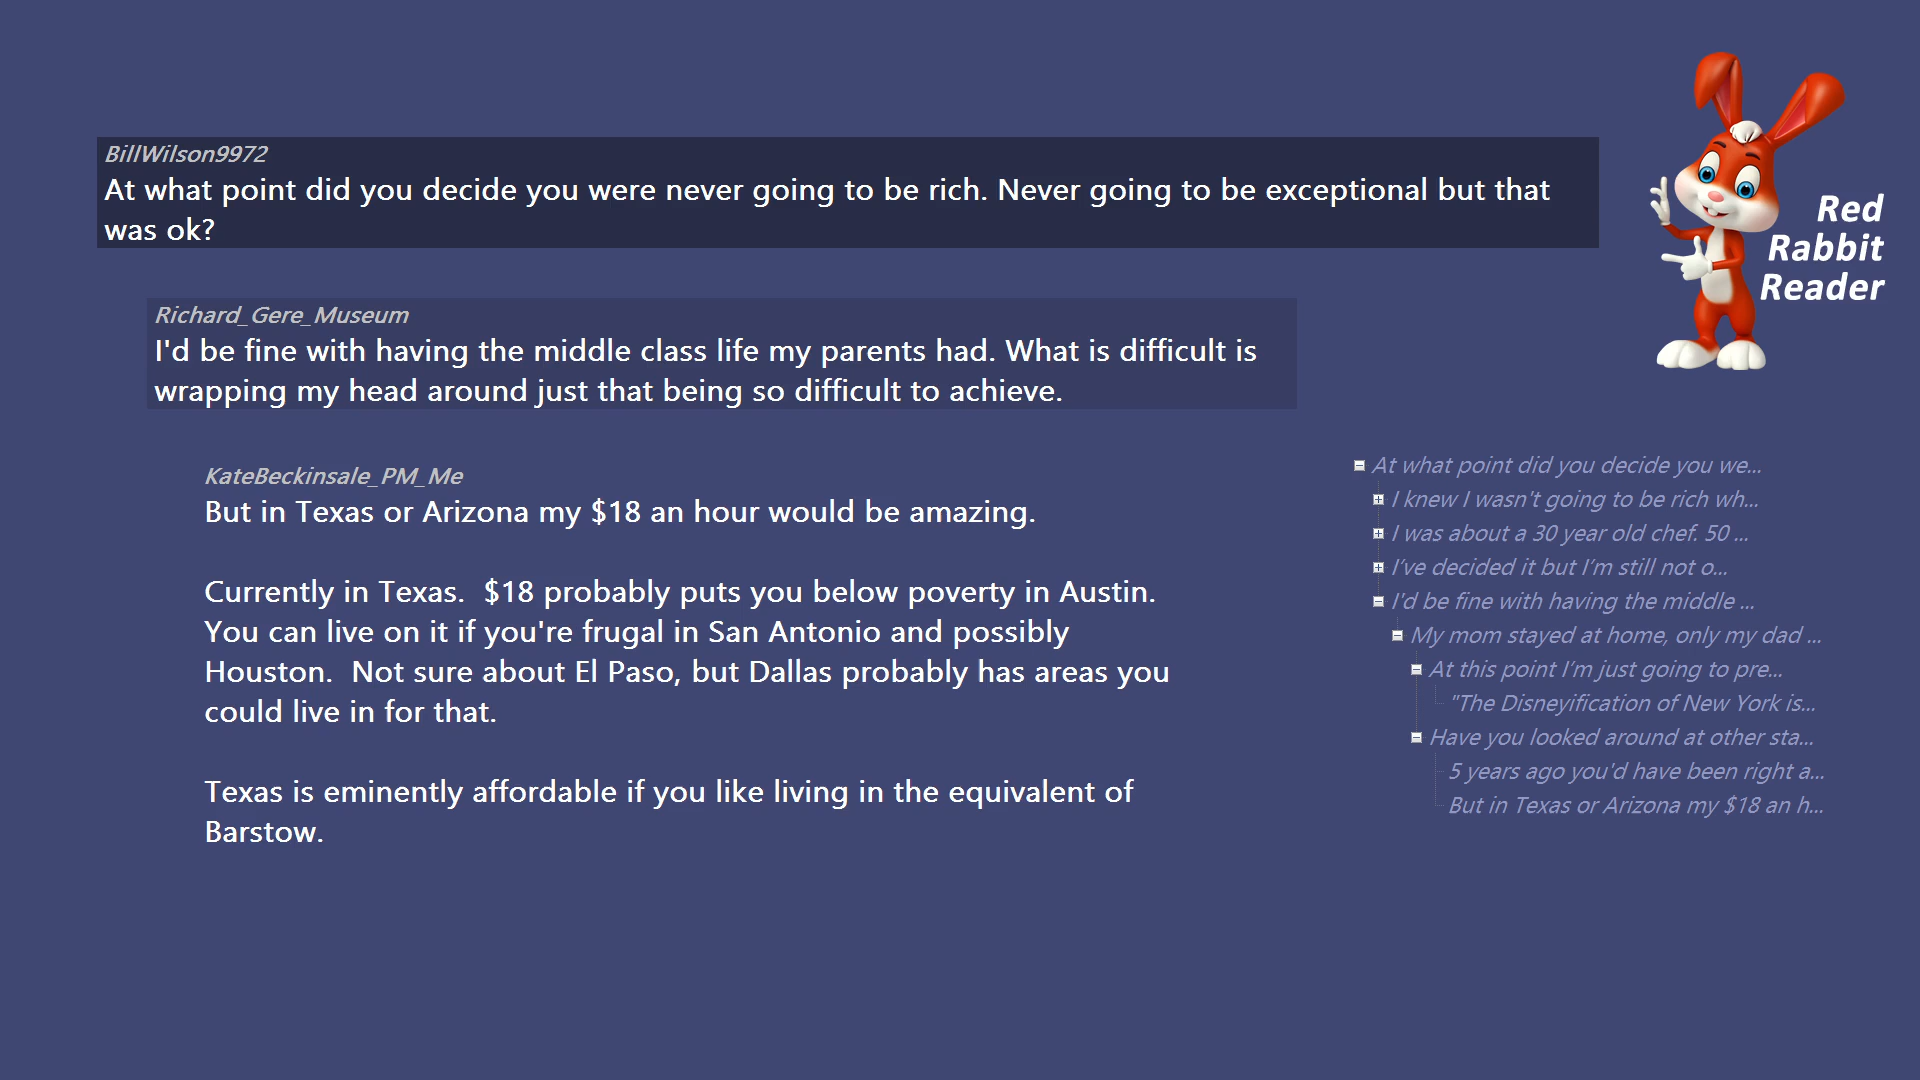 BillWilson9972
At what point did you decide you were never going to be rich. Never going to be exceptional but that
was ok?
Richard_Gere_Museum
I'd be fine with having the middle class life my parents had. What is difficult is
wrapping my head around just that being so difficult to achieve.
KateBeckinsale_PM_Me
But in Texas or Arizona my $18 an hour would be amazing.
Currently in Texas.  $18 probably puts you below poverty in Austin.
You can live on it if you're frugal in San Antonio and possibly
Houston.  Not sure about El Paso, but Dallas probably has areas you
could live in for that.
Texas is eminently affordable if you like living in the equivalent of
Barstow.
Red
Rabbit
Reader
At what point did you decide you we...
I knew I wasn't going to be rich wh...
I was about a 30 year old chef. 50 ...
I’ve decided it but I’m still not o...
I'd be fine with having the middle ...
My mom stayed at home, only my dad ...
At this point I’m just going to pre...
"The Disneyification of New York is...
Have you looked around at other sta...
5 years ago you'd have been right a...
But in Texas or Arizona my $18 an h...